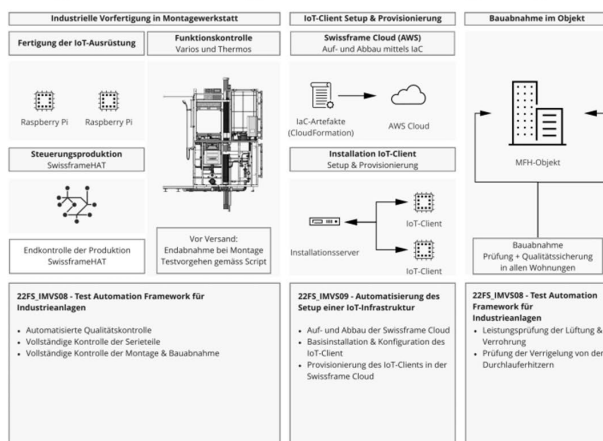 Industrielle Vorfertigung in Montagewerkstatt
Fertigung der IoT-Ausrüstung
Raspberry Pi
Raspberry Pi
Steuerungsproduktion
SwissframeHAT
Endkontrolle der Produktion
SwissframeHAT
Funktionskontrolle
Varios und Thermos
Vor Versand:
Endabnahme bei Montage
Testvorgehen gemäss Script
22FS_IMVS08 - Test Automation Framework für
Industrieanlagen
• Automatisierte Qualitätskontrolle
• Vollständige Kontrolle der Serieteile
• Vollständige Kontrolle der Montage & Bauabnahme
IoT-Client Setup & Provisionierung
Swissframe Cloud (AWS)
Auf- und Abbau mittels IaC
IaC-Artefakte
(CloudFormation)
AWS Cloud
Installation IoT-Client
Setup & Provisionierung
Installationsserver
IoT-Client
IoT-Client
22FS_IMVS09 - Automatisierung des
Setup einer IoT-Infrastruktur
• Auf- und Abbau der Swissframe Cloud
• Basisinstallation & Konfiguration des
IoT-Client
• Provisionierung des IoT-Clients in der
Swissframe Cloud
Bauabnahme im Objekt
MFH-Objekt
Bauabnahme
Prüfung + Qualitätssicherung
in allen Wohnungen
22FS_IMVS08 - Test Automation
Framework für
Industrieanlagen
• Leistungsprüfung der Lüftung &
Verrohrung
• Prüfung der Verrigelung von den
Durchlauferhitzern